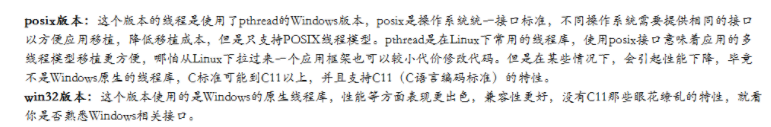 posix版本：这个版本的线程是使用了pthread的Windows版本，posix是操作系统统一接口标准，不同操作系统需要提供相同的接口
以方便应用移植，降低移植成本，但是只支持POSIX线程模型。pthread是在Linux下常用的线程库，使用posix接口意味着应用的多
线程模型移植更方便，哪怕从Linux下拉过来一个应用框架也可以较小代价修改代码。但是在某些情况下，会引起性能下降，毕竟
不是Windows原生的线程库，C标准可能到C11以上，并且支持C11（C语言编码标准）的特性。
win32版本：这个版本使用的是Windows的原生线程库，性能等方面表现更出色，兼容性更好，没有C11那些眼花缭乱的特性，就看
你是否熟悉Windows相关接口。